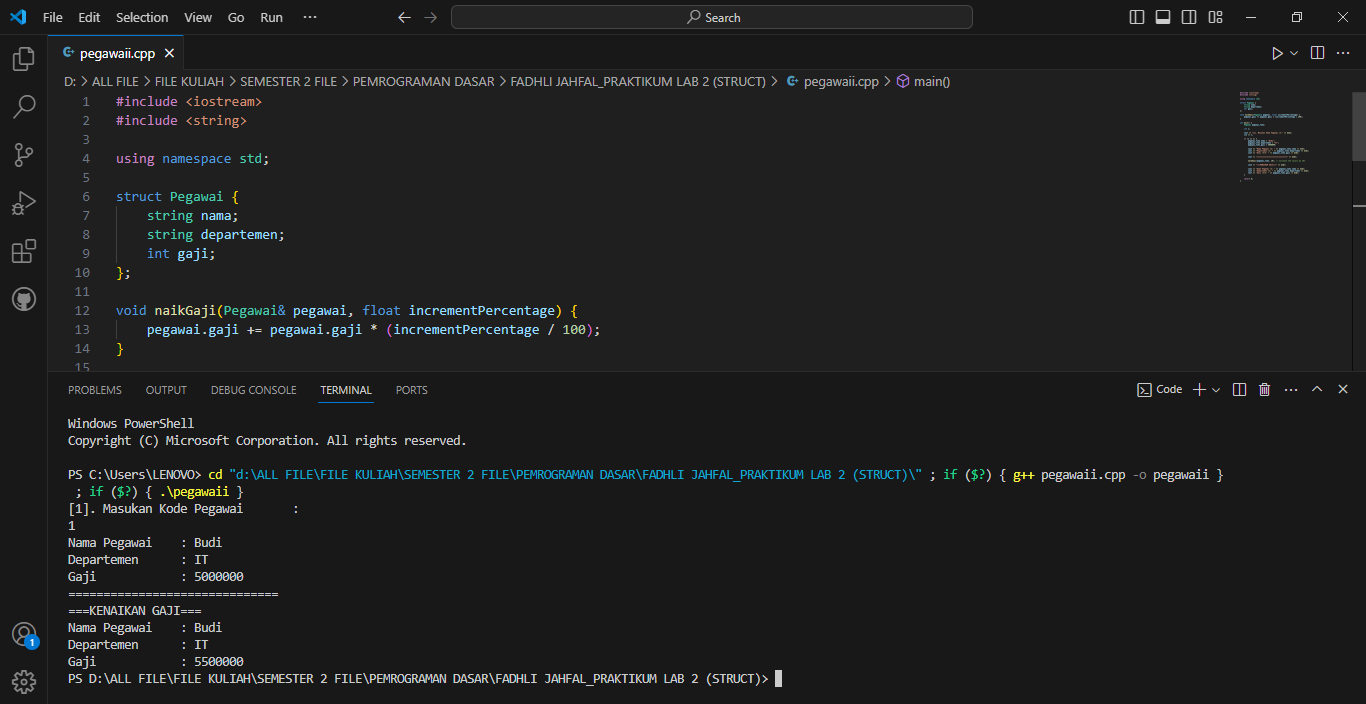 File Edit Selection View Go Run ··· Search
pegawaii.cpp
D: > ALL FILE > FILE KULIAH > SEMESTER 2 FILE > PEMROGRAMAN DASAR > FADHLI JAHFAL_PRAKTIKUM LAB 2 (STRUCT) > pegawaii.cpp > main()
1 #include <iostream>
2 #include <string>
3
4 using namespace std;
5
6 struct Pegawai {
7 string nama;
8 string departemen;
9 int gaji;
10 };
11
12 void naikGaji(Pegawai& pegawai, float incrementPercentage) {
13 pegawai.gaji += pegawai.gaji * (incrementPercentage / 100);
14 }
15
PROBLEMS OUTPUT DEBUG CONSOLE TERMINAL PORTS Code
Windows PowerShell
Copyright (C) Microsoft Corporation. All rights reserved.
PS C:\Users\LENOVO> cd "d:\ALL FILE\FILE KULIAH\SEMESTER 2 FILE\PEMROGRAMAN DASAR\FADHLI JAHFAL_PRAKTIKUM LAB 2 (STRUCT)\" ; if ($?) { g++ pegawaii.cpp -o pegawaii }
; if ($?) { .\pegawaii }
[1]. Masukan Kode Pegawai :
1
Nama Pegawai : Budi
Departemen : IT
Gaji : 5000000
==============================
===KENAIKAN GAJI===
Nama Pegawai : Budi
Departemen : IT
Gaji : 5500000
PS D:\ALL FILE\FILE KULIAH\SEMESTER 2 FILE\PEMROGRAMAN DASAR\FADHLI JAHFAL_PRAKTIKUM LAB 2 (STRUCT)>
1